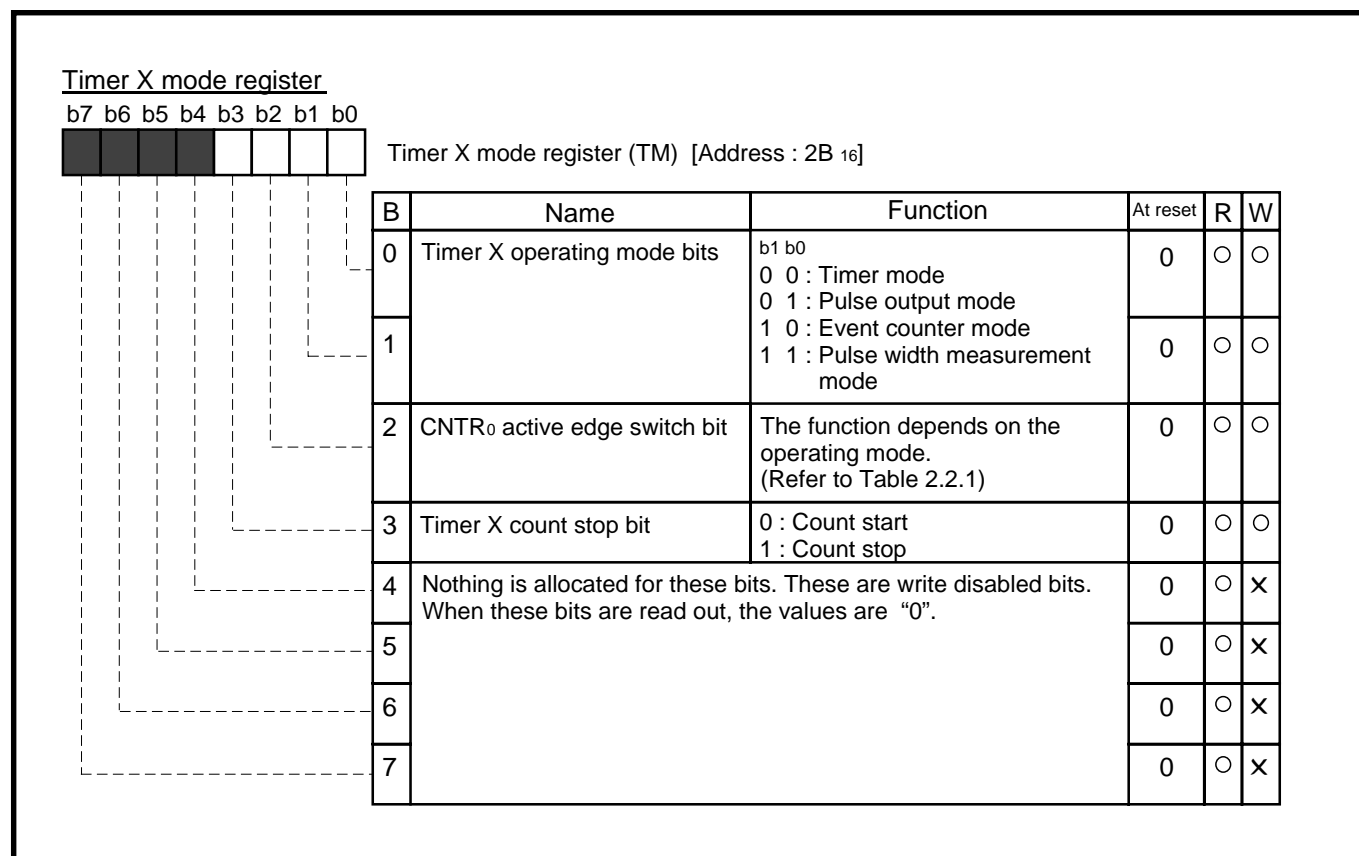 Timer X mode register
b7 b6 b5 b4 b3 b2 b1 b0
Timer X mode register (TM) [Address : 2B 16]
B Name Function At reset R W
0 Timer X operating mode bits b1 b0 0 ○ ○
0 0 : Timer mode
0 1 : Pulse output mode
1 0 : Event counter mode
1 0 ○ ○
1 1 : Pulse width measurement
mode
2 CNTR0 active edge switch bit The function depends on the 0 ○ ○
operating mode.
(Refer to Table 2.2.1)
3 Timer X count stop bit 0 : Count start 0 ○ ○
1 : Count stop
4 Nothing is allocated for these bits. These are write disabled bits. 0 ○ ×
When these bits are read out, the values are “0”.
5 0 ○ ×
6 0 ○ ×
7 0 ○ ×